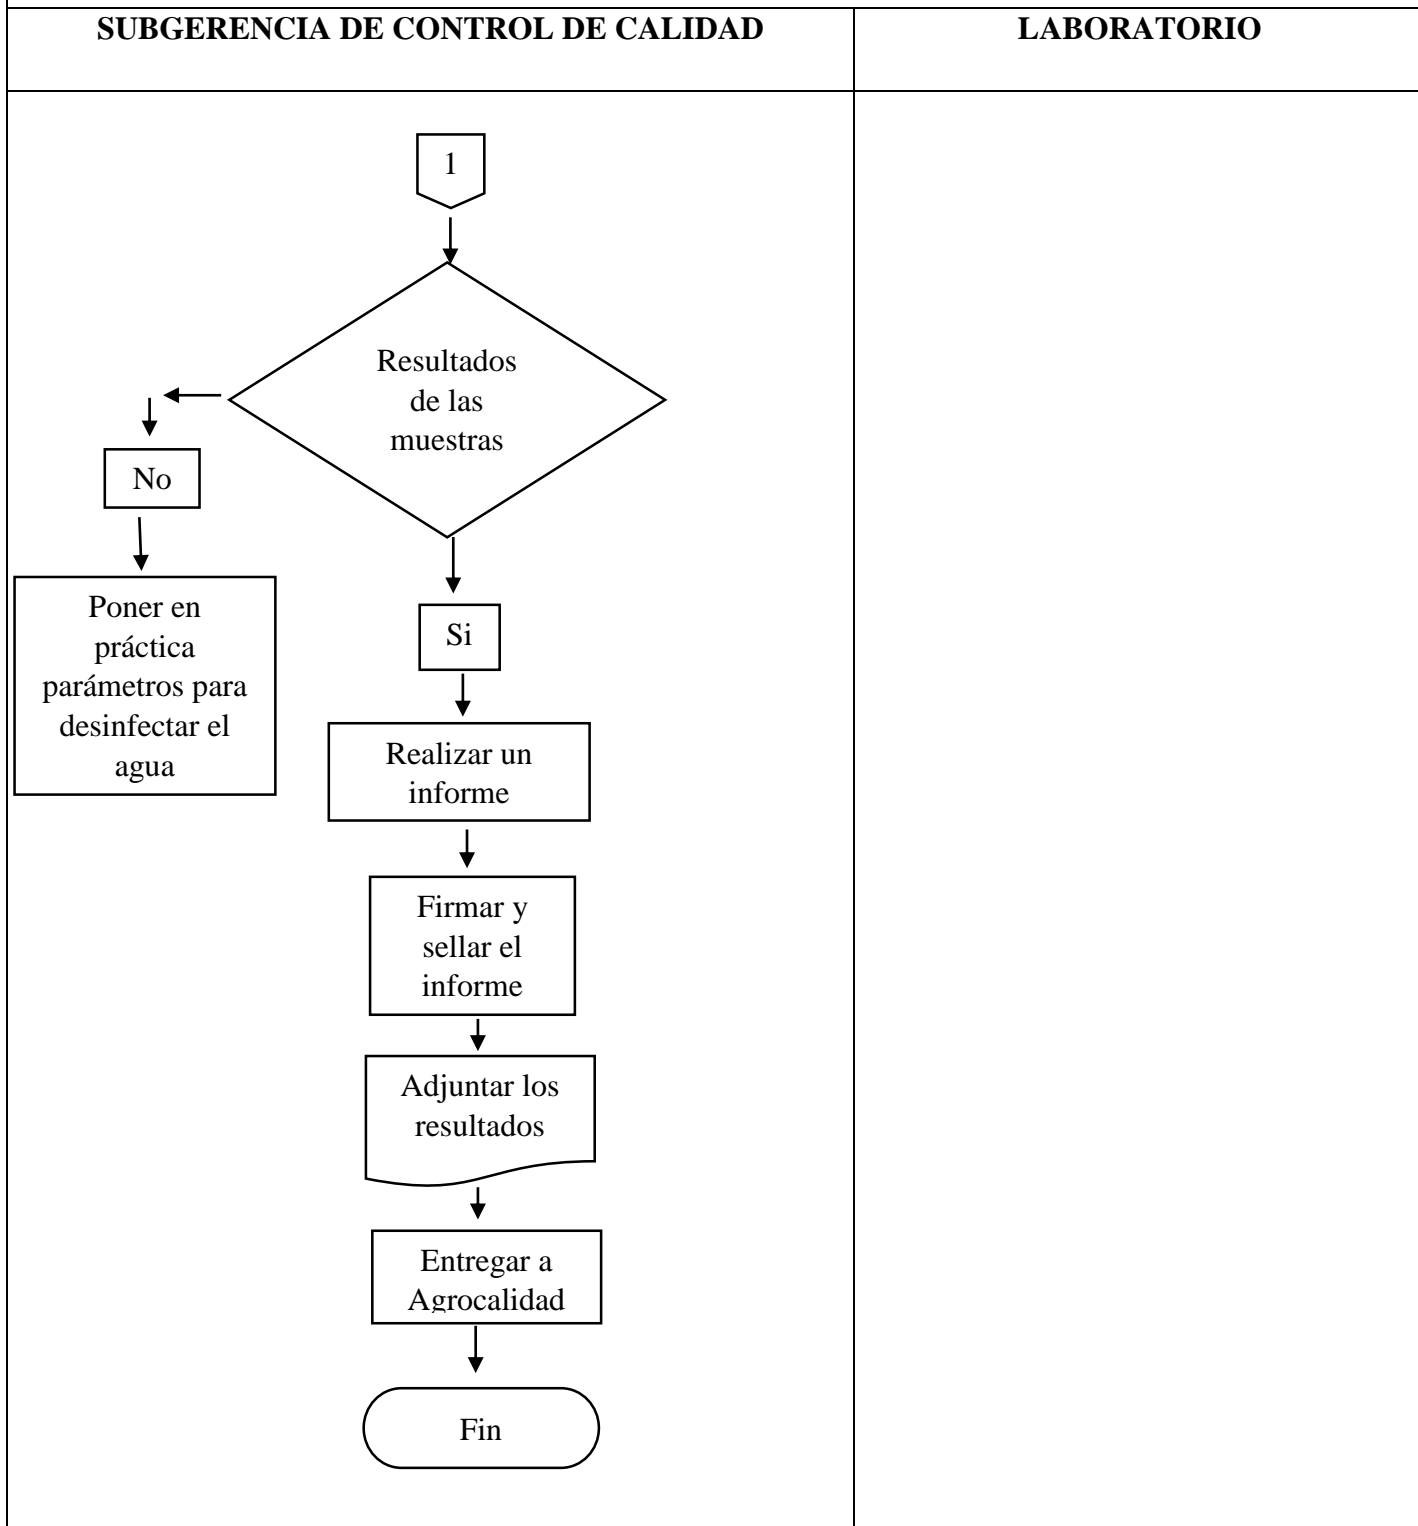 SUBGERENCIA DE CONTROL DE CALIDAD
LABORATORIO
1
Resultados
de las
muestras
No
Poner en
práctica
parámetros para
desinfectar el
agua
Si
Realizar un
informe
Firmar y
sellar el
informe
Adjuntar los
resultados
Entregar a
Agrocalidad
Fin